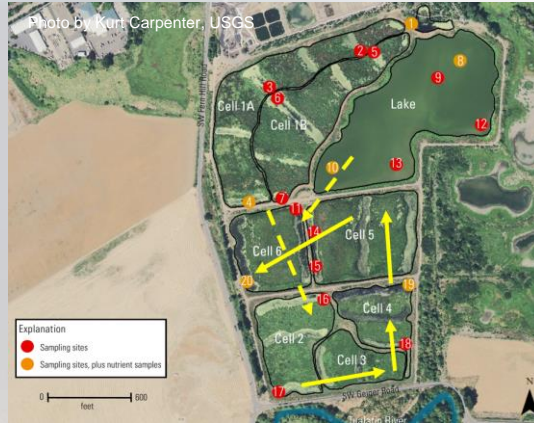 Photo by Kurt Carpenter, USGS
1
2
5
8
9
3
6
Cell 1A
Cell 1B
Lake
12
SW Fern Hill Road
10
13
4
7
11
14
Cell 6
Cell 5
15
20
19
16
Cell 4
Cell 2
18
Cell 3
17
SW Geiger Road
Tualatin River
Explanation
Sampling sites
Sampling sites, plus nutrient samples
0 600
feet
N